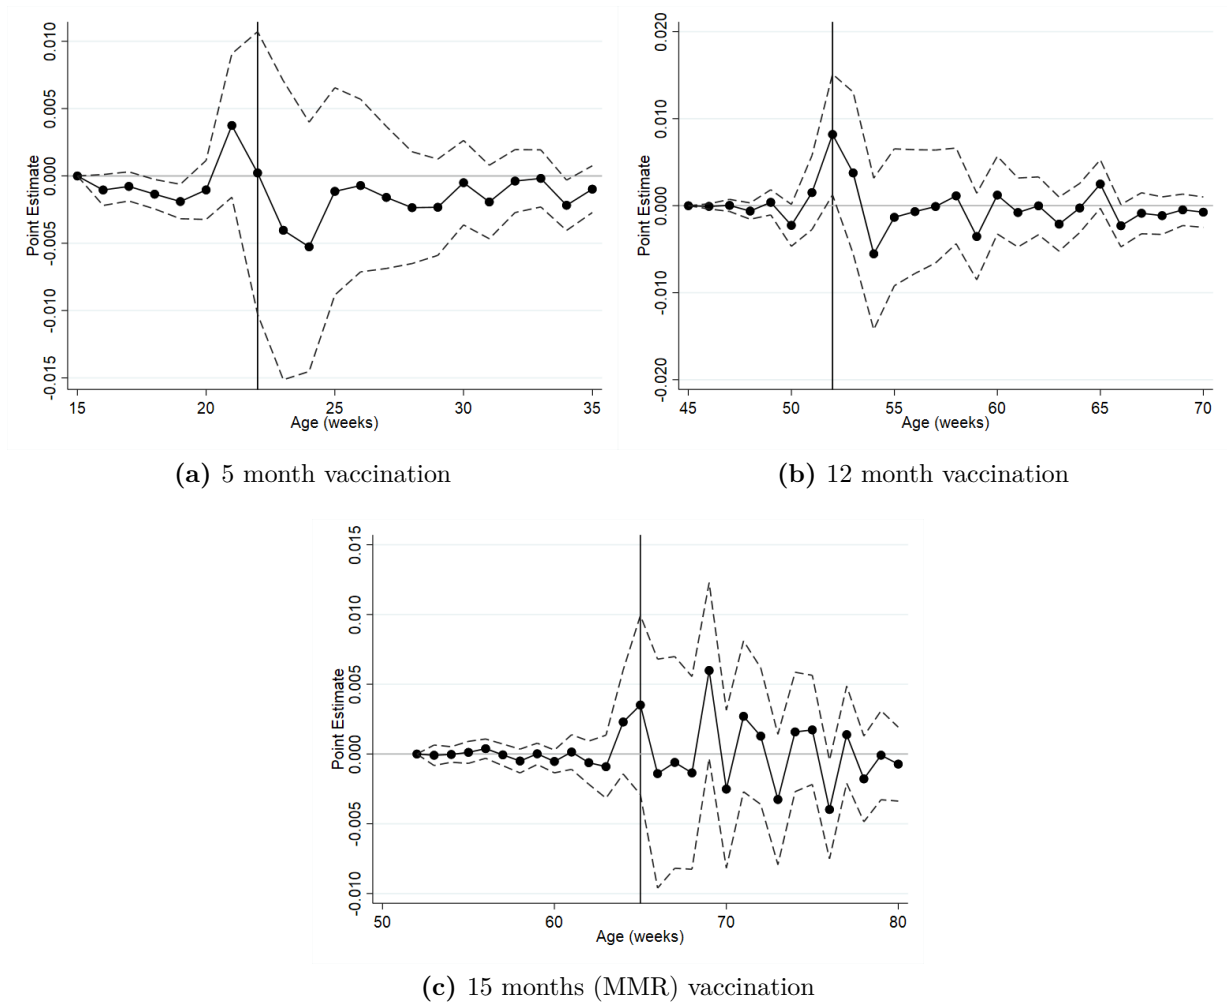 0.010
0.005
0.000
-0.005
-0.010
-0.015
Point Estimate
15 20 25 30 35
Age (weeks)
(a) 5 month vaccination
0.020
0.010
0.000
-0.010
-0.020
Point Estimate
45 50 55 60 65 70
Age (weeks)
(b) 12 month vaccination
0.015
0.010
0.005
0.000
-0.005
-0.010
Point Estimate
50 60 70 80
Age (weeks)
(c) 15 months (MMR) vaccination